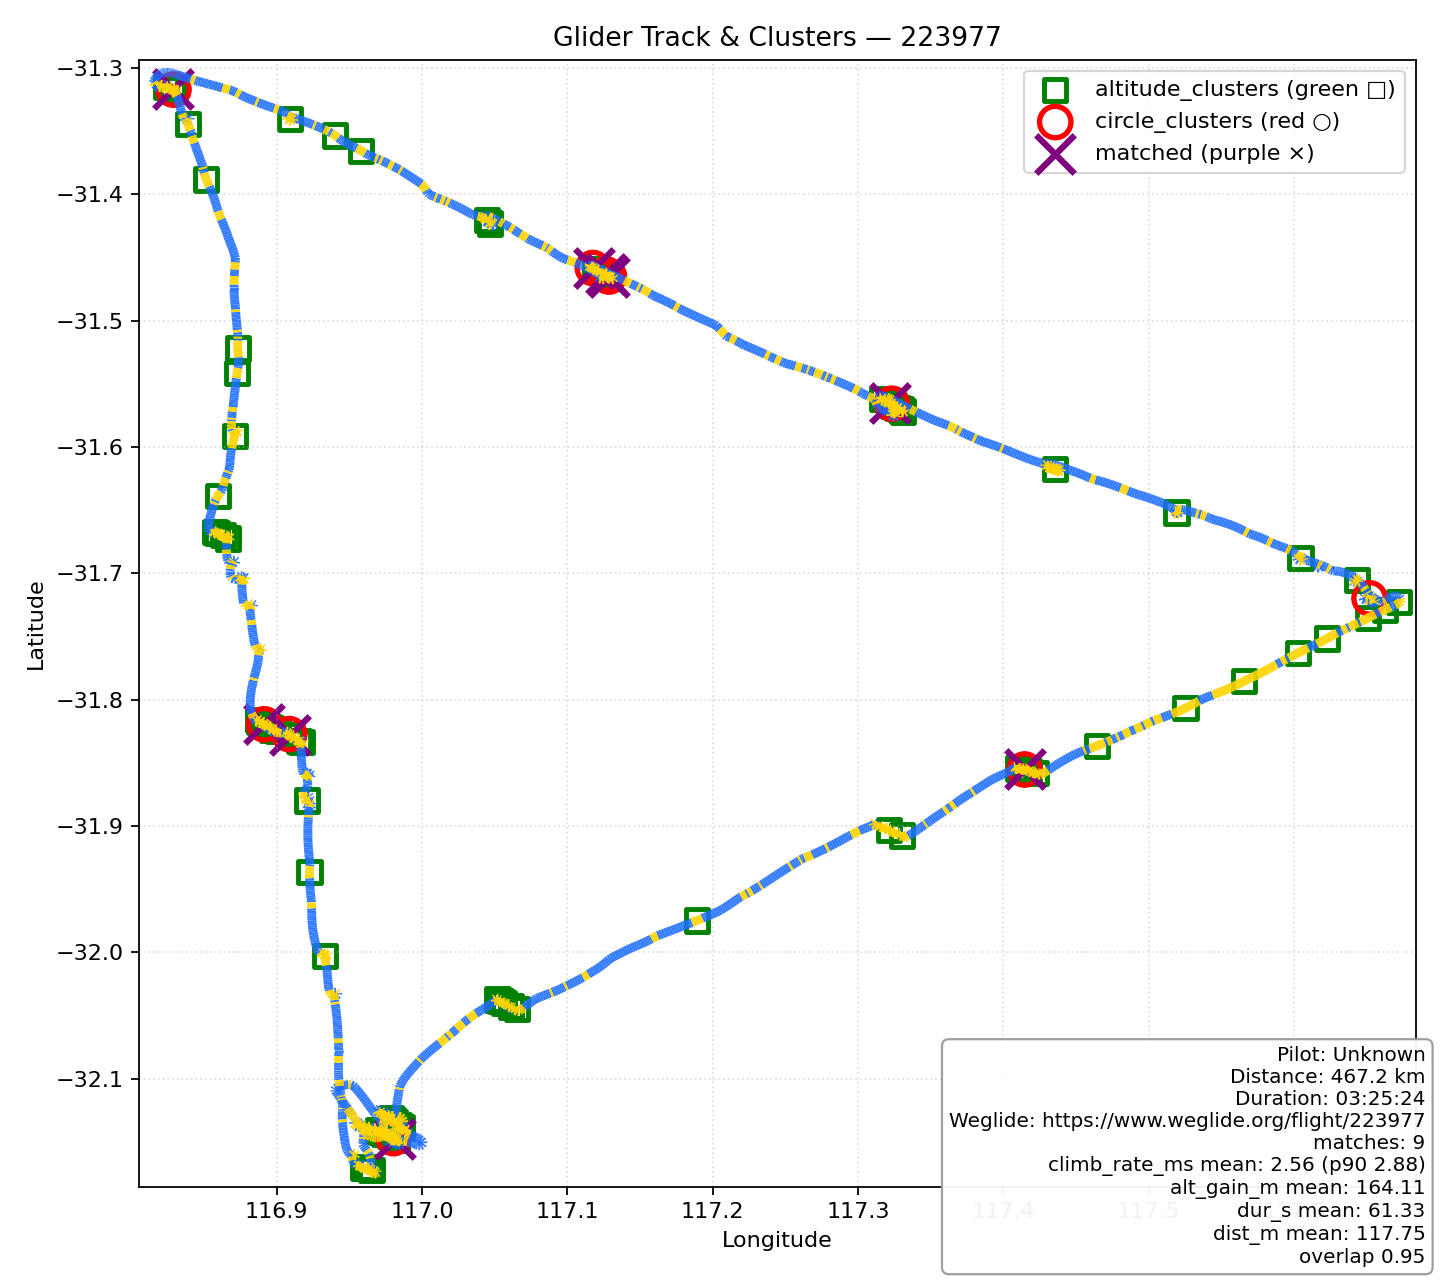 Glider Track & Clusters — 223977
altitude_clusters (green □)
circle_clusters (red ○)
matched (purple ×)
Latitude
−31.3
−31.4
−31.5
−31.6
−31.7
−31.8
−31.9
−32.0
−32.1
116.9
117.0
117.1
117.2
117.3
117.4
117.5
Longitude
Pilot: Unknown
Distance: 467.2 km
Duration: 03:25:24
Weglide: https://www.weglide.org/flight/223977
matches: 9
climb_rate_ms mean: 2.56 (p90 2.88)
alt_gain_m mean: 164.11
dur_s mean: 61.33
dist_m mean: 117.75
overlap 0.95